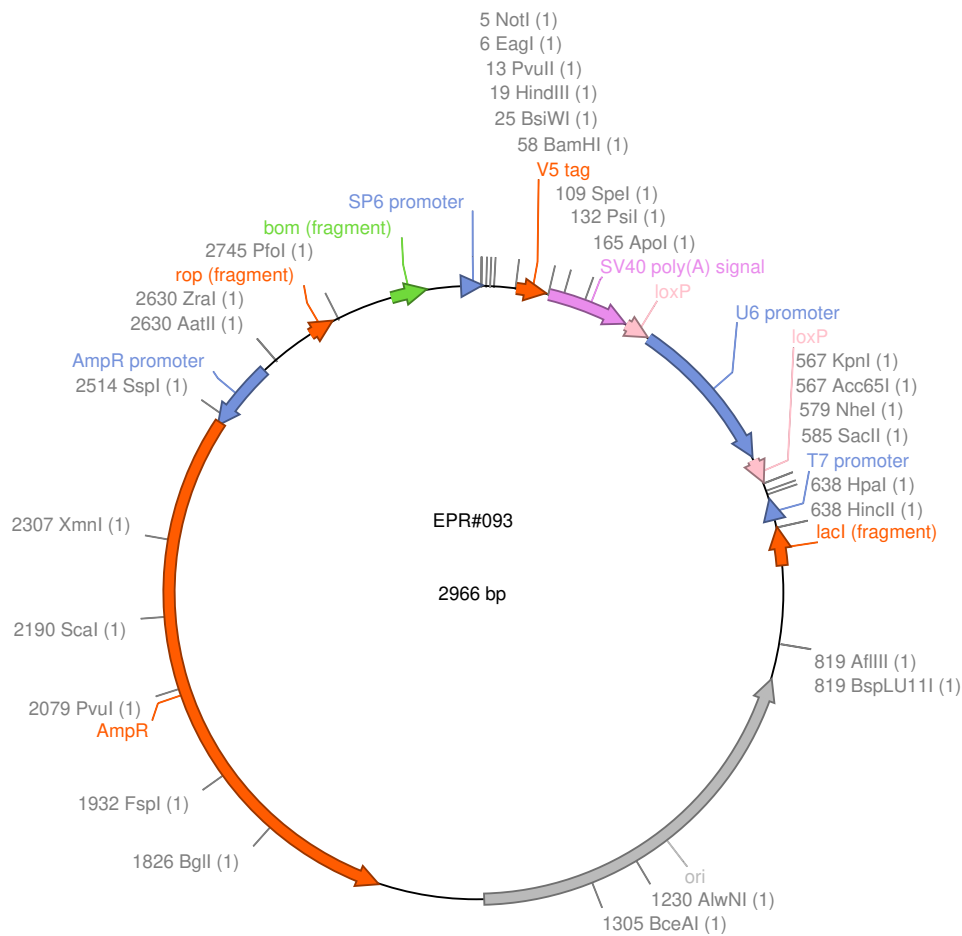 5 NotI (1)
6 EagI (1)
13 PvuII (1)
19 HindIII (1)
25 BsiWI (1)
58 BamHI (1)
V5 tag
109 SpeI (1)
132 PsiI (1)
165 ApoI (1)
SV40 poly(A) signal
loxP
U6 promoter
loxP
567 KpnI (1)
567 Acc65I (1)
579 NheI (1)
585 SacII (1)
T7 promoter
638 HpaI (1)
638 HincII (1)
lacI (fragment)
819 AflIII (1)
819 BspLU11I (1)
ori
1230 AlwNI (1)
1305 BceAI (1)
1826 BglI (1)
1932 FspI (1)
AmpR
2079 PvuI (1)
2190 ScaI (1)
2307 XmnI (1)
2514 SspI (1)
AmpR promoter
2630 AatII (1)
2630 ZraI (1)
rop (fragment)
2745 PfoI (1)
bom (fragment)
SP6 promoter
EPR#093
2966 bp